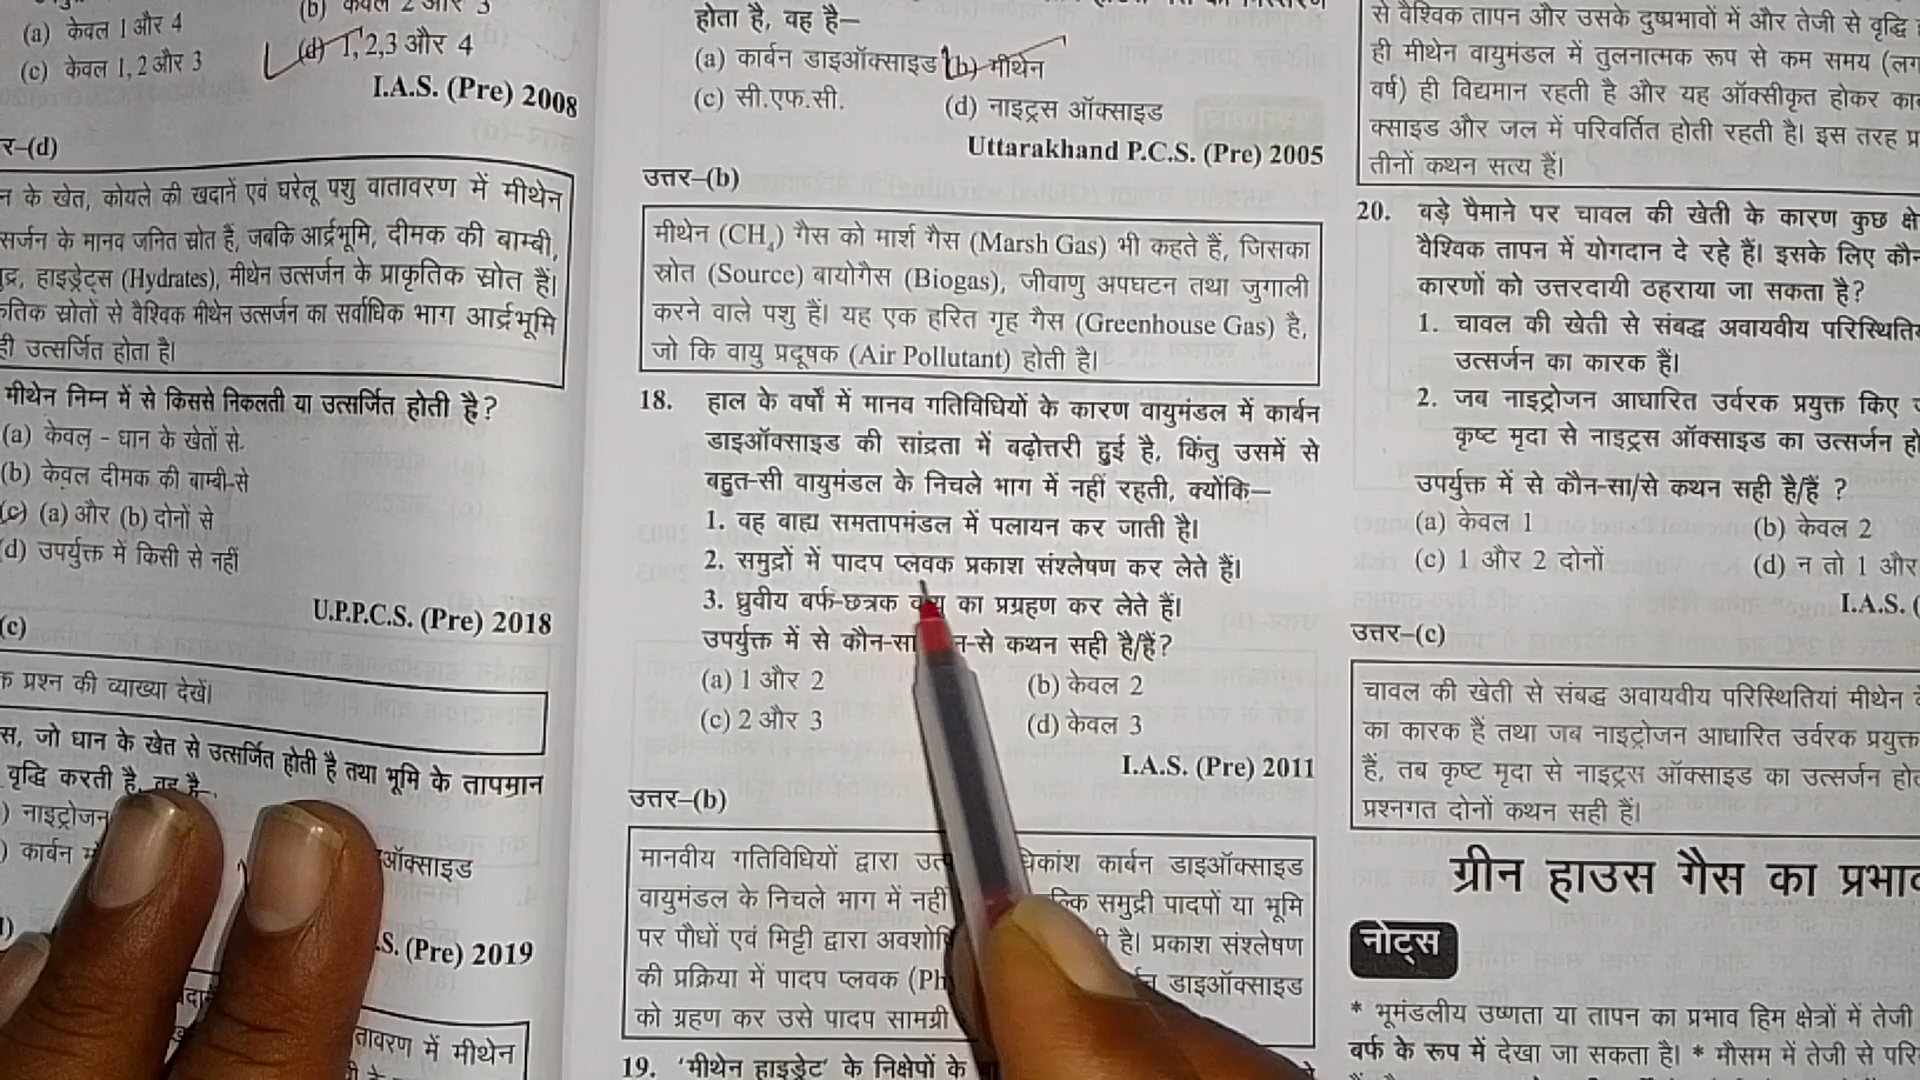 (b) केवल 2 और 3
(a) केवल 1 और 4
(d) 1, 2,3 और 4
(c) केवल 1, 2 और 3
I.A.S. (Pre) 2008
र–(d)
न के खेत, कोयले की खदानें एवं घरेलू पशु वातावरण में मीथेन
सर्जन के मानव जनित स्रोत हैं, जबकि आर्द्रभूमि, दीमक की बाम्बी,
द्र, हाइड्रेट्स (Hydrates), मीथेन उत्सर्जन के प्राकृतिक स्रोत हैं।
तिक स्रोतों से वैश्विक मीथेन उत्सर्जन का सर्वाधिक भाग आर्द्रभूमि
ही उत्सर्जित होता है।
मीथेन निम्न में से किससे निकलती या उत्सर्जित होती है?
(a) केवल - धान के खेतों से
(b) केवल दीमक की बाम्बी-से
(c) (a) और (b) दोनों से
(d) उपर्युक्त में किसी से नहीं
U.P.P.C.S. (Pre) 2018
(c)
क प्रश्न की व्याख्या देखें।
स, जो धान के खेत से उत्सर्जित होती है तथा भूमि के तापमान
वृद्धि करती है, वह है–
) नाइट्रोजन
) कार्बन
ऑक्साइड
.S. (Pre) 2019
तावरण में मीथेन
होता है, वह है—
(a) कार्बन डाइऑक्साइड (b) मीथेन
(c) सी.एफ.सी. (d) नाइट्रस ऑक्साइड
Uttarakhand P.C.S. (Pre) 2005
उत्तर–(b)
मीथेन (CH₄) गैस को मार्श गैस (Marsh Gas) भी कहते हैं, जिसका
स्रोत (Source) बायोगैस (Biogas), जीवाणु अपघटन तथा जुगाली
करने वाले पशु हैं। यह एक हरित गृह गैस (Greenhouse Gas) है,
जो कि वायु प्रदूषक (Air Pollutant) होती है।
18. हाल के वर्षों में मानव गतिविधियों के कारण वायुमंडल में कार्बन
डाइऑक्साइड की सांद्रता में बढ़ोत्तरी हुई है, किंतु उसमें से
बहुत-सी वायुमंडल के निचले भाग में नहीं रहती, क्योंकि—
1. वह बाह्य समतापमंडल में पलायन कर जाती है।
2. समुद्रों में पादप प्लवक प्रकाश संश्लेषण कर लेते हैं।
3. ध्रुवीय बर्फ-छत्रक का प्रग्रहण कर लेते हैं।
उपर्युक्त में से कौन-सा न-से कथन सही है/हैं?
(a) 1 और 2 (b) केवल 2
(c) 2 और 3 (d) केवल 3
I.A.S. (Pre) 2011
उत्तर–(b)
मानवीय गतिविधियों द्वारा उत्प धिकांश कार्बन डाइऑक्साइड
वायुमंडल के निचले भाग में नहीं ल्कि समुद्री पादपों या भूमि
पर पौधों एवं मिट्टी द्वारा अवशोषि ी है। प्रकाश संश्लेषण
की प्रक्रिया में पादप प्लवक (Ph न डाइऑक्साइड
को ग्रहण कर उसे पादप सामग्री
19. 'मीथेन हाइड्रेट' के निक्षेपों के
से वैश्विक तापन और उसके दुष्प्रभावों में और तेजी से वृद्धि
ही मीथेन वायुमंडल में तुलनात्मक रूप से कम समय (लग
वर्ष) ही विद्यमान रहती है और यह ऑक्सीकृत होकर का
क्साइड और जल में परिवर्तित होती रहती है। इस तरह प्र
तीनों कथन सत्य हैं।
20. बड़े पैमाने पर चावल की खेती के कारण कुछ क्षे
वैश्विक तापन में योगदान दे रहे हैं। इसके लिए कौन
कारणों को उत्तरदायी ठहराया जा सकता है?
1. चावल की खेती से संबद्ध अवायवीय परिस्थिति
उत्सर्जन का कारक हैं।
2. जब नाइट्रोजन आधारित उर्वरक प्रयुक्त किए
कृष्ट मृदा से नाइट्रस ऑक्साइड का उत्सर्जन हो
उपर्युक्त में से कौन-सा/से कथन सही है/हैं ?
(a) केवल 1 (b) केवल 2
(c) 1 और 2 दोनों (d) न तो 1 और
I.A.S. (
उत्तर–(c)
चावल की खेती से संबद्ध अवायवीय परिस्थितियां मीथेन
का कारक हैं तथा जब नाइट्रोजन आधारित उर्वरक प्रयुक्त
हैं, तब कृष्ट मृदा से नाइट्रस ऑक्साइड का उत्सर्जन होत
प्रश्नगत दोनों कथन सही हैं।
ग्रीन हाउस गैस का प्रभाव
नोट्स
* भूमंडलीय उष्णता या तापन का प्रभाव हिम क्षेत्रों में तेजी
बर्फ के रूप में देखा जा सकता है। * मौसम में तेजी से परि